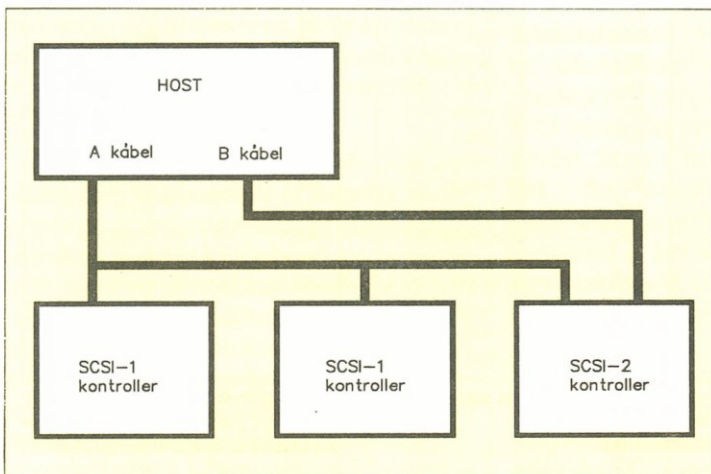 HOST
A kábel B kábel
SCSI-1
kontroller
SCSI-1
kontroller
SCSI-2
kontroller